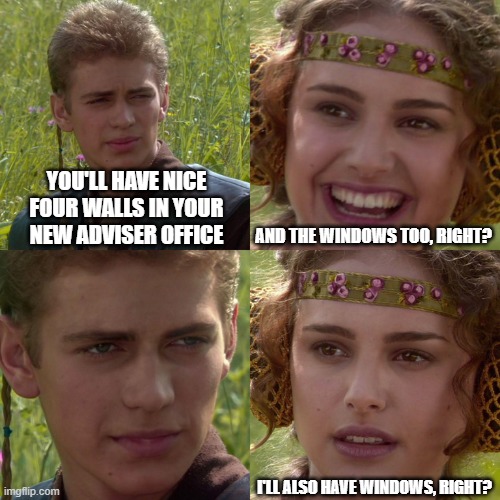 YOU'LL HAVE NICE
FOUR WALLS IN YOUR
NEW ADVISER OFFICE
AND THE WINDOWS TOO, RIGHT?
I'LL ALSO HAVE WINDOWS, RIGHT?
imgflip.com